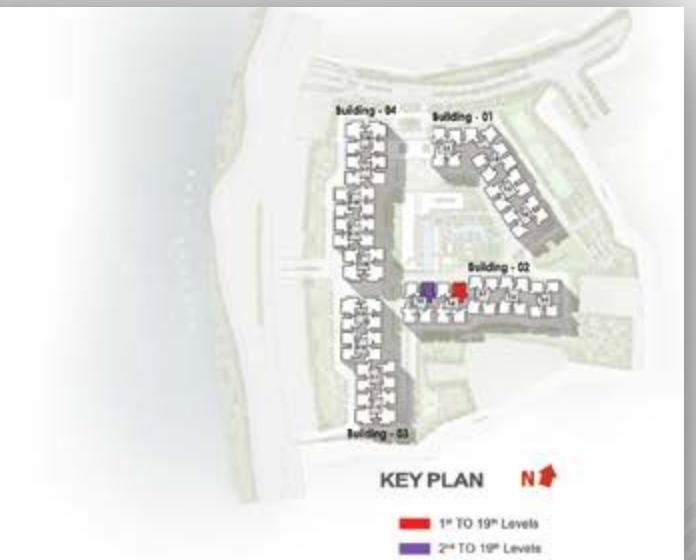 Building - 04
Building - 01
Building - 02
Building - 03
KEY PLAN N
1st TO 19th Levels
2nd TO 19th Levels